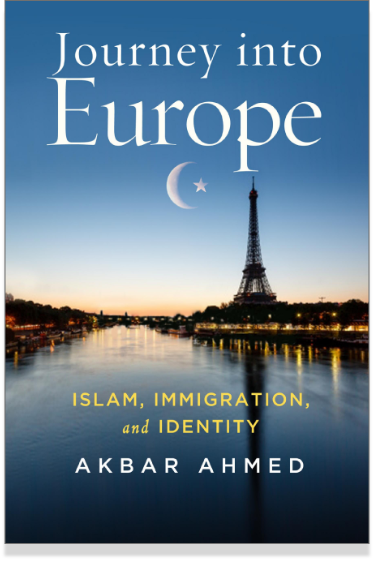 Journey into
Europe
ISLAM, IMMIGRATION,
and IDENTITY
AKBAR AHMED